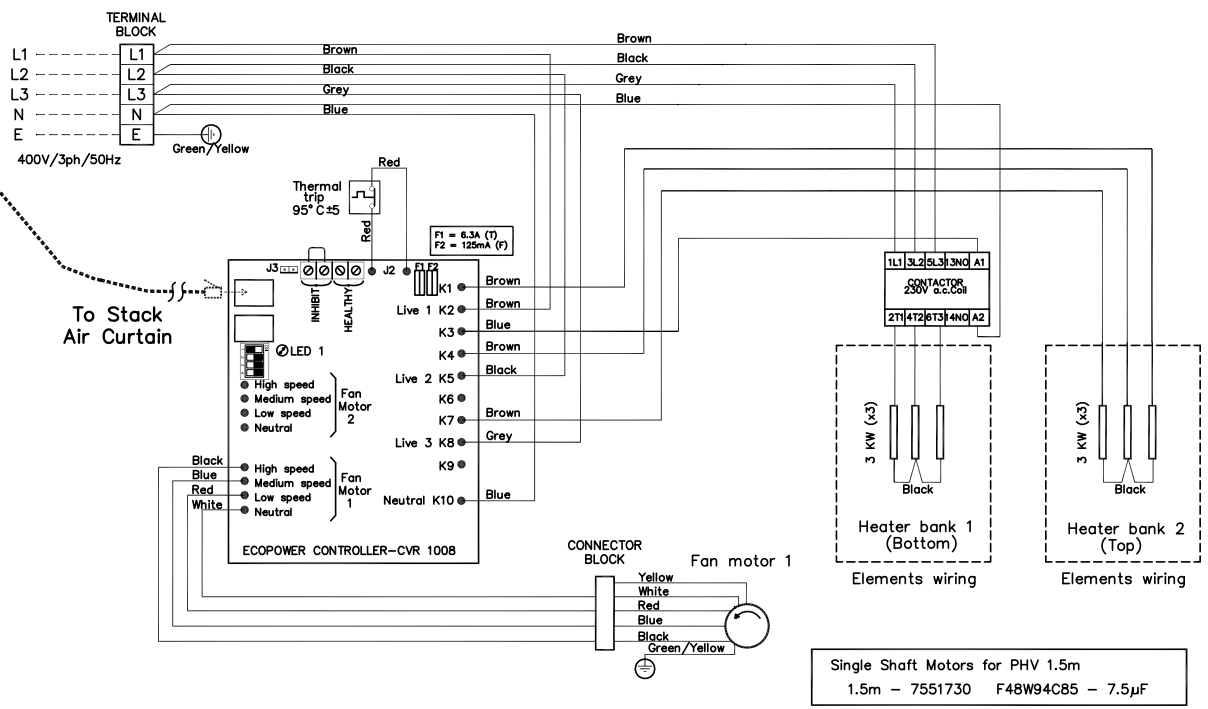 TERMINAL
BLOCK
L1 L1
L2 L2
L3 L3
N N
E E
400V/3ph/50Hz
Brown
Black
Grey
Blue
Green/Yellow
Brown
Black
Grey
Blue
Thermal
trip
95°C±5
Red
Red
F1 = 6.3A (T)
F2 = 125mA (F)
J3
J2
F1 F2
INHIBIT
HEALTHY
To Stack
Air Curtain
LED 1
K1 Brown
Live 1 K2 Brown
K3 Blue
K4 Brown
Live 2 K5 Black
K6
K7 Brown
Live 3 K8 Grey
K9
Neutral K10 Blue
High speed
Medium speed
Low speed
Neutral
Fan
Motor
2
Black
Blue
Red
White
High speed
Medium speed
Low speed
Neutral
Fan
Motor
1
ECOPOWER CONTROLLER-CVR 1008
1L1 3L2 5L3 13NO A1
CONTACTOR
230V a.c.Coil
2T1 4T2 6T3 14NO A2
3 KW (x3)
Black
Heater bank 1
(Bottom)
Elements wiring
3 KW (x3)
Black
Heater bank 2
(Top)
Elements wiring
CONNECTOR
BLOCK
Fan motor 1
Yellow
White
Red
Blue
Black
Green/Yellow
Single Shaft Motors for PHV 1.5m
1.5m - 7551730 F48W94C85 - 7.5µF